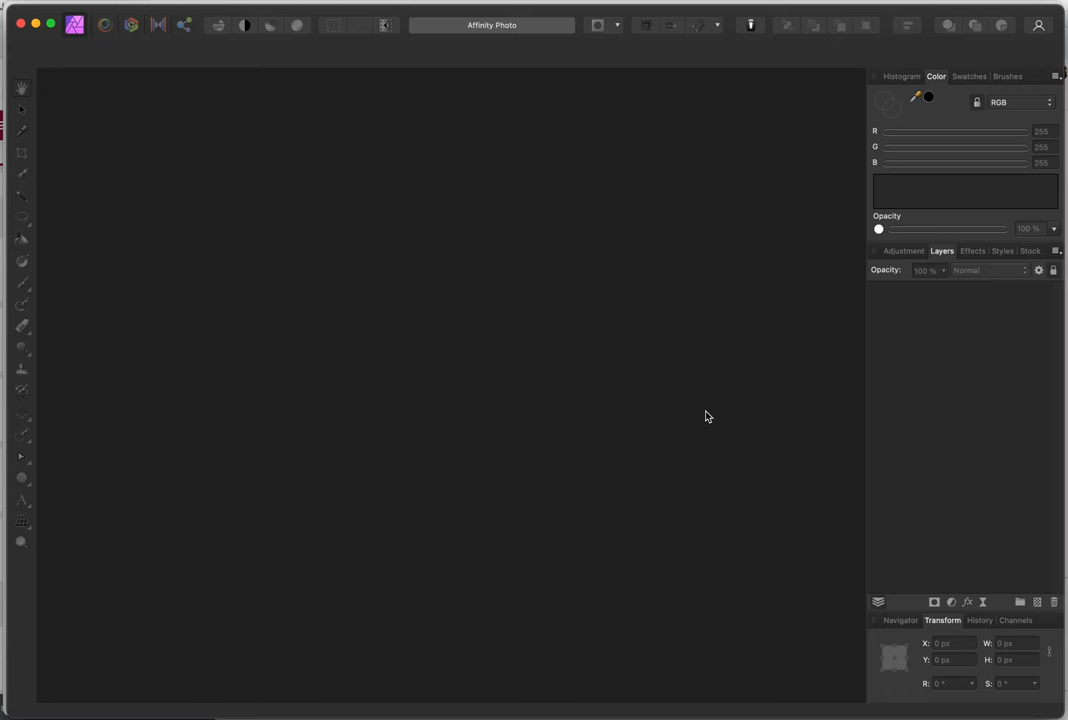 Affinity Photo
Histogram Color Swatches Brushes
RGB
R 255
G 255
B 255
Opacity
100 %
Adjustment Layers Effects Styles Stock
Opacity: 100 % Normal
Navigator Transform History Channels
X: 0 px W: 0 px
Y: 0 px H: 0 px
R: 0 ° S: 0 °